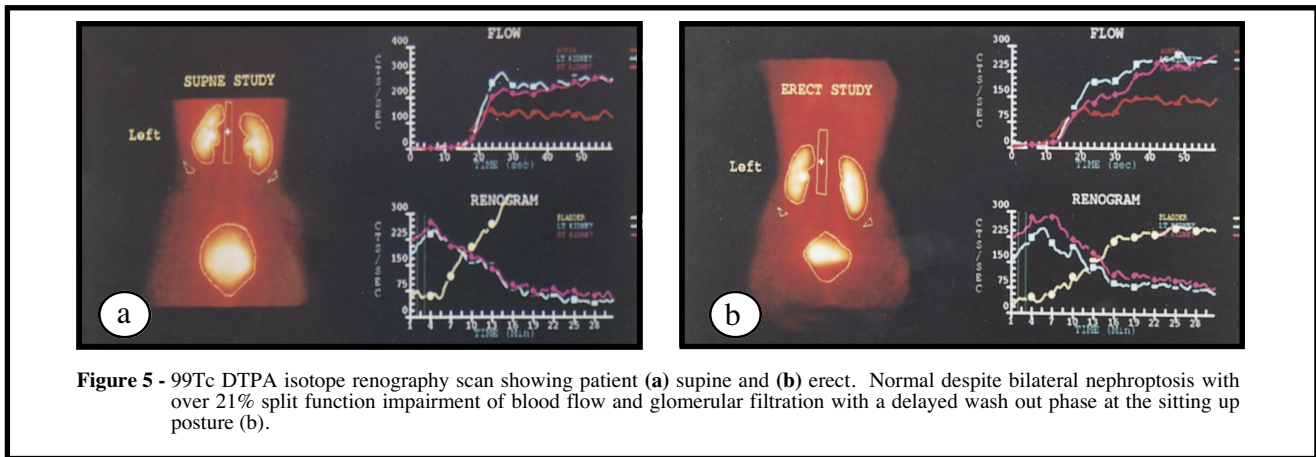 FLOW
CTS/SEC
400
300
200
100
0
SUPNE STUDY
Left
AORTA
LT KIDNEY
RT KIDNEY
0 20 30 40 50
TIME (sec)
RENOGRAM
CTS/SEC
300
225
150
75
0
BLADDER
LT KIDNEY
RT KIDNEY
1 4 7 10 13 16 19 22 25 28
TIME (Min)
a
FLOW
CTS/SEC
300
225
150
75
0
ERECT STUDY
Left
0 10 20 30 40 50
TIME (sec)
RENOGRAM
CTS/SEC
300
225
150
75
0
BLADDER
LT KIDNEY
RT KIDNEY
1 4 7 10 13 16 19 22 25 28
TIME (Min)
b
Figure 5 - 99Tc DTPA isotope renography scan showing patient (a) supine and (b) erect. Normal despite bilateral nephroptosis with
over 21% split function impairment of blood flow and glomerular filtration with a delayed wash out phase at the sitting up
posture (b).